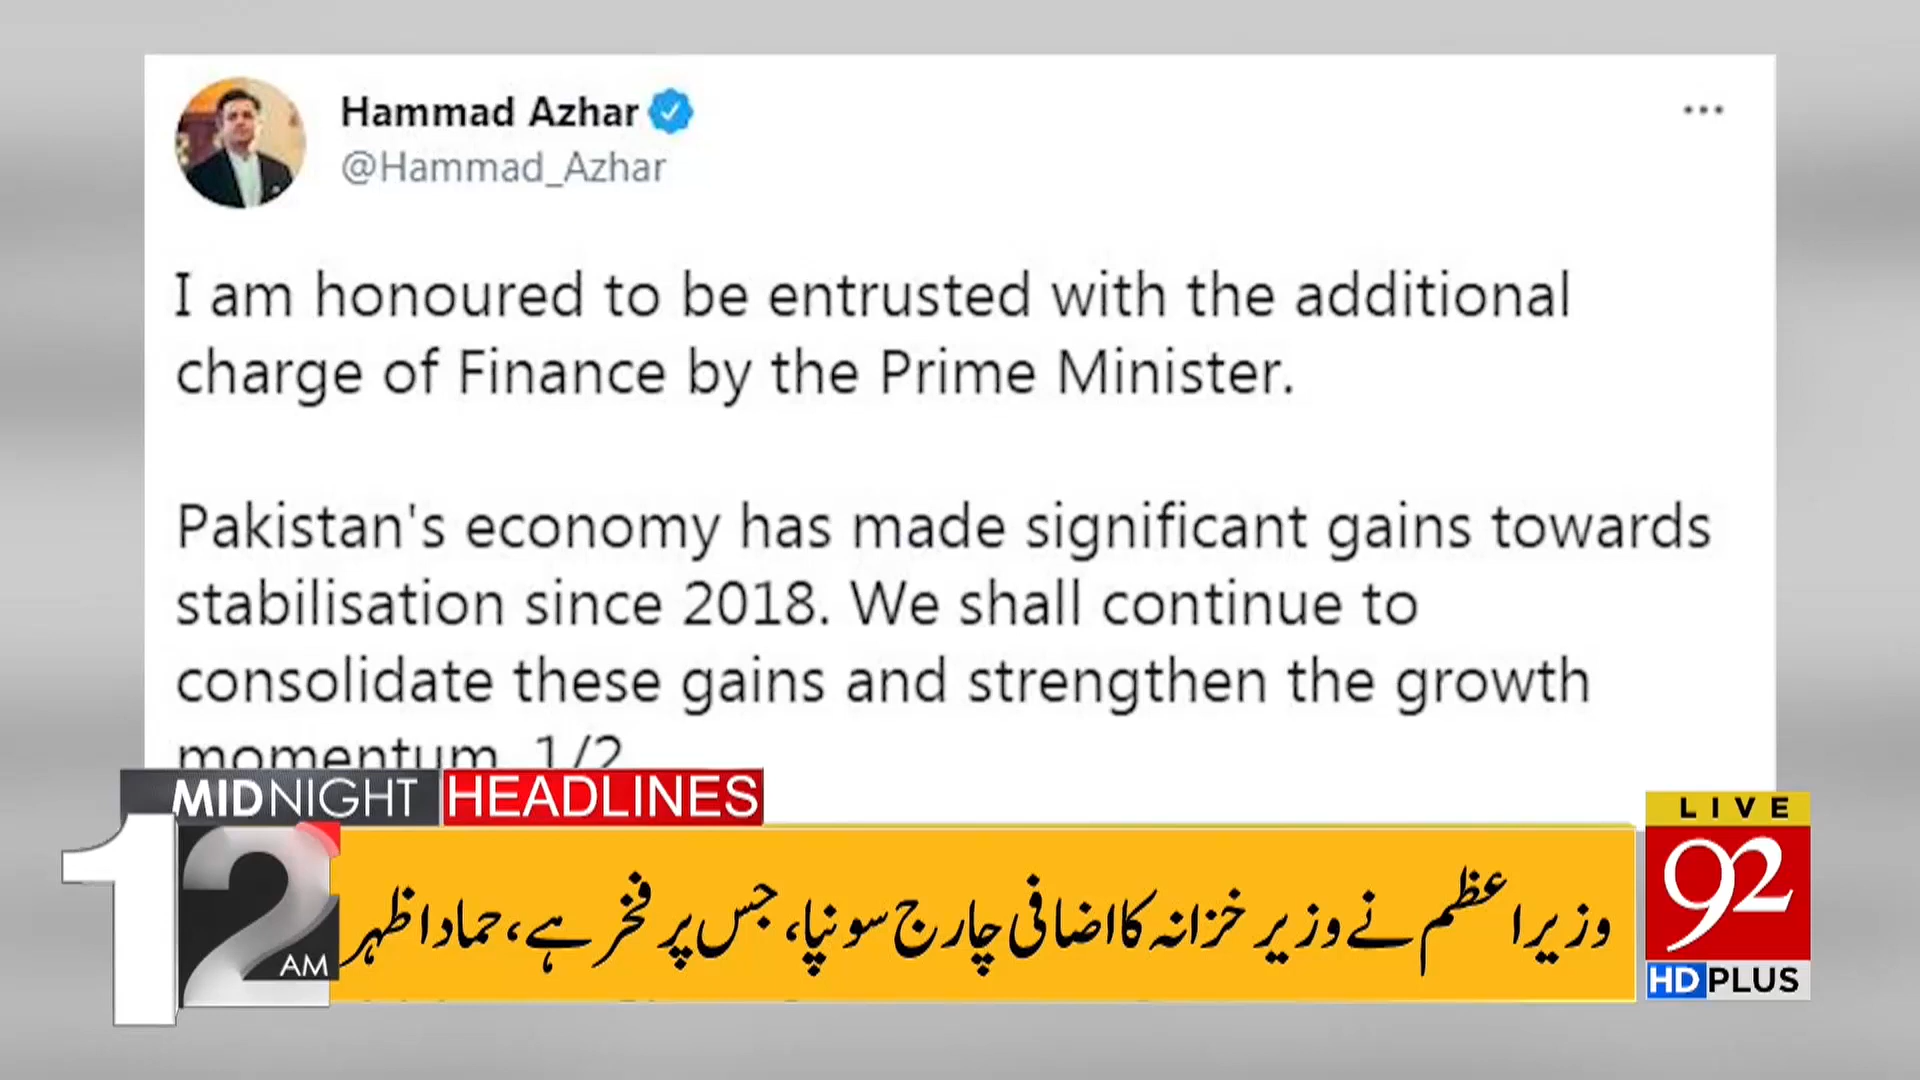 Hammad Azhar
@Hammad_Azhar
I am honoured to be entrusted with the additional
charge of Finance by the Prime Minister.
Pakistan's economy has made significant gains towards
stabilisation since 2018. We shall continue to
consolidate these gains and strengthen the growth
momentum. 1/2
MIDNIGHT HEADLINES
12 AM
وزیراعظم نے وزیر خزانہ کا اضافی چارج سونپا، جس پر فخر ہے، حماد اظہر
LIVE
92
HD PLUS